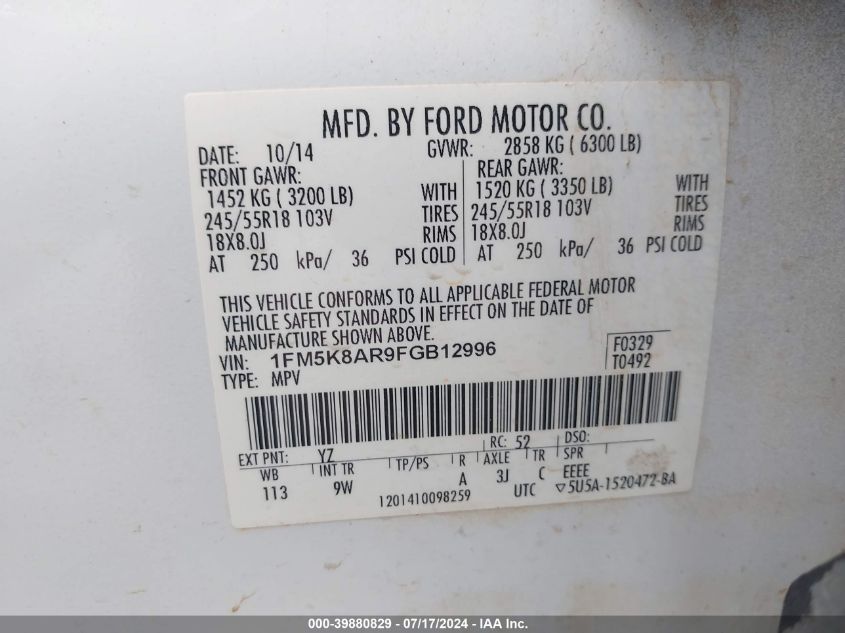 MFD. BY FORD MOTOR CO.
DATE: 10/14 GVWR: 2858 KG ( 6300 LB)
FRONT GAWR: REAR GAWR:
1452 KG ( 3200 LB) WITH 1520 KG ( 3350 LB) WITH
245/55R18 103V TIRES 245/55R18 103V TIRES
18X8.0J RIMS 18X8.0J RIMS
AT 250 kPa/ 36 PSI COLD AT 250 kPa/ 36 PSI COLD
THIS VEHICLE CONFORMS TO ALL APPLICABLE FEDERAL MOTOR
VEHICLE SAFETY STANDARDS IN EFFECT ON THE DATE OF
MANUFACTURE SHOWN ABOVE.
VIN: 1FM5K8AR9FGB12996 F0329
TYPE: MPV T0492
EXT PNT: YZ RC: 52 DSO:
WB INT TR TP/PS R AXLE TR SPR
113 9W A 3J C EEEE
1201410098259 UTC ▽5U5A-1520472-BA
000-39880829 - 07/17/2024 - IAA Inc.